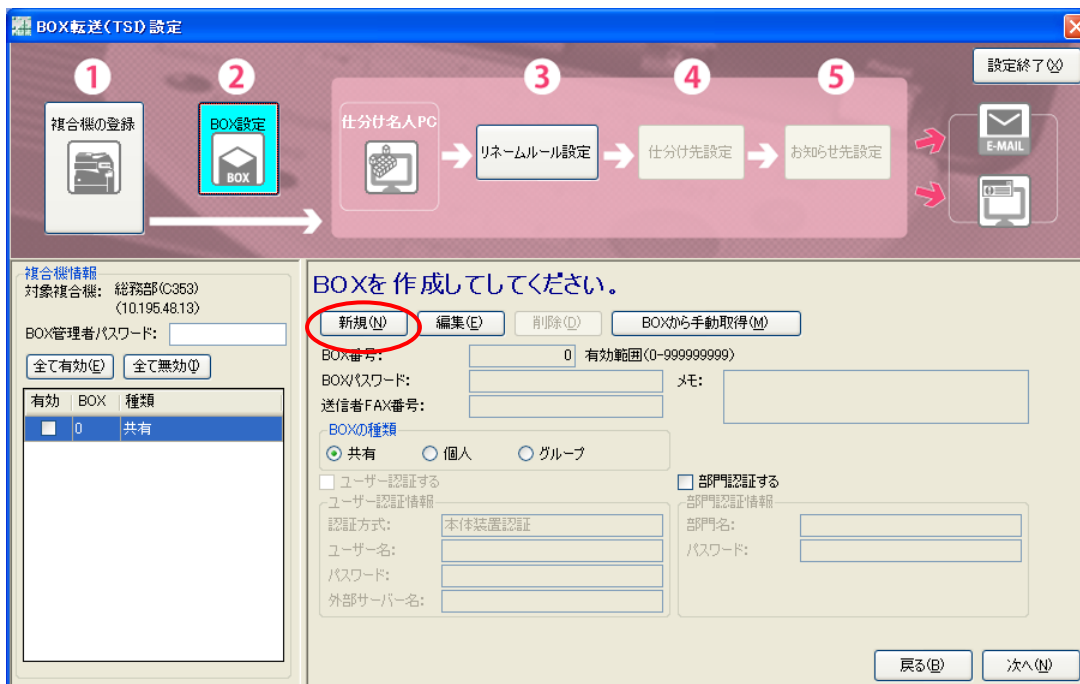 BOX転送(TSI)設定
1 2 3 4 5 設定終了(X)
複合機の登録 BOX設定 BOX 仕分け名人PC リネームルール設定 仕分け先設定 お知らせ先設定 E-MAIL
複合機情報
対象複合機: 総務部(C353)
(10.195.48.13)
BOX管理者パスワード:
全て有効(E) 全て無効(I)
有効 BOX 種類
0 共有
BOXを作成してしてください。
新規(N) 編集(E) 削除(D) BOXから手動取得(M)
BOX番号: 0 有効範囲(0-999999999)
BOXパスワード: メモ:
送信者FAX番号:
BOXの種類
共有 個人 グループ
ユーザー認証する 部門認証する
ユーザー認証情報 部門認証情報
認証方式: 本体装置認証 部門名:
ユーザー名: パスワード:
パスワード:
外部サーバー名:
戻る(B) 次へ(N)